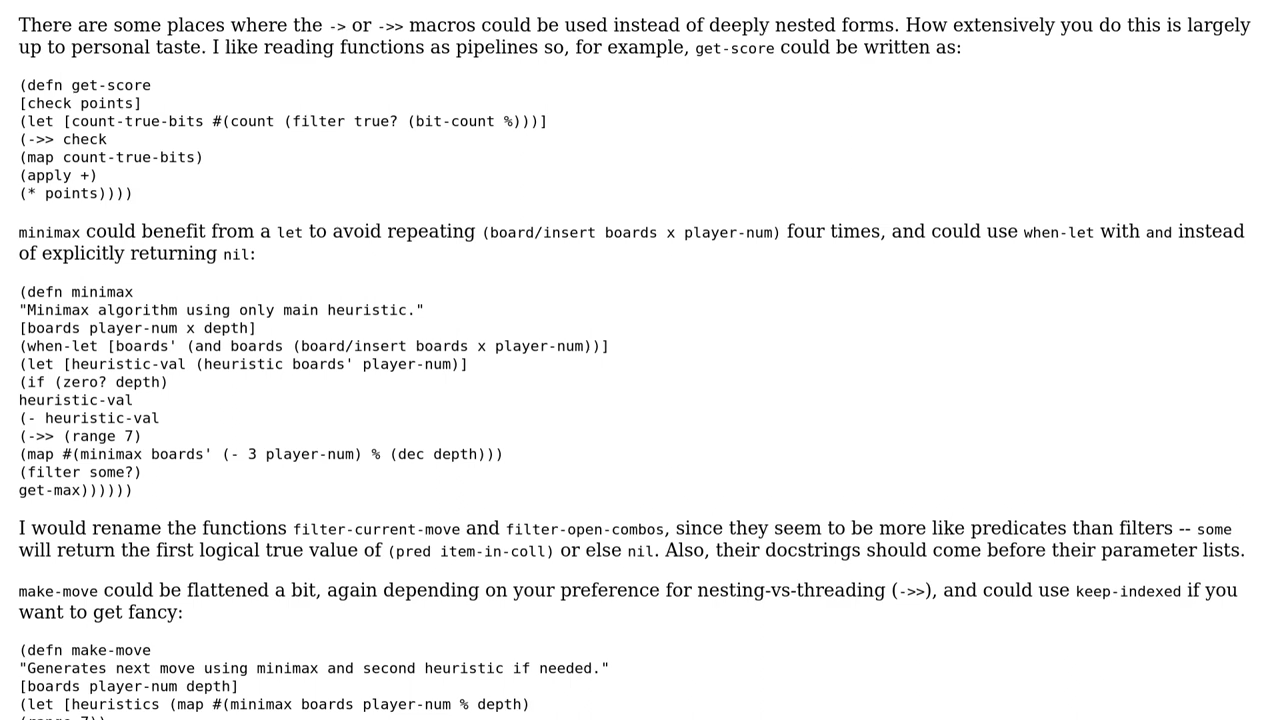 There are some places where the -> or ->> macros could be used instead of deeply nested forms. How extensively you do this is largely
up to personal taste. I like reading functions as pipelines so, for example, get-score could be written as:
(defn get-score
[check points]
(let [count-true-bits #(count (filter true? (bit-count %)))]
(->> check
(map count-true-bits)
(apply +)
(* points))))
minimax could benefit from a let to avoid repeating (board/insert boards x player-num) four times, and could use when-let with and instead
of explicitly returning nil:
(defn minimax
"Minimax algorithm using only main heuristic."
[boards player-num x depth]
(when-let [boards' (and boards (board/insert boards x player-num))]
(let [heuristic-val (heuristic boards' player-num)]
(if (zero? depth)
heuristic-val
(- heuristic-val
(->> (range 7)
(map #(minimax boards' (- 3 player-num) % (dec depth)))
(filter some?)
get-max))))))
I would rename the functions filter-current-move and filter-open-combos, since they seem to be more like predicates than filters -- some
will return the first logical true value of (pred item-in-coll) or else nil. Also, their docstrings should come before their parameter lists.
make-move could be flattened a bit, again depending on your preference for nesting-vs-threading (->>), and could use keep-indexed if you
want to get fancy:
(defn make-move
"Generates next move using minimax and second heuristic if needed."
[boards player-num depth]
(let [heuristics (map #(minimax boards player-num % depth)